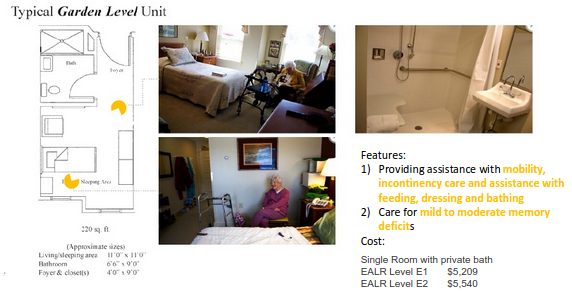 Typical Garden Level Unit
Bath
Foyer
Sleeping Area
220 sq. ft.
(Approximate sizes)
Living/sleeping area 11'0" x 11'0"
Bathroom 6'6" x 9'0"
Foyer & closet(s) 4'0" x 9'0"
Features:
1) Providing assistance with mobility,
incontinency care and assistance with
feeding, dressing and bathing
2) Care for mild to moderate memory
deficits
Cost:
Single Room with private bath
EALR Level E1 $5,209
EALR Level E2 $5,540